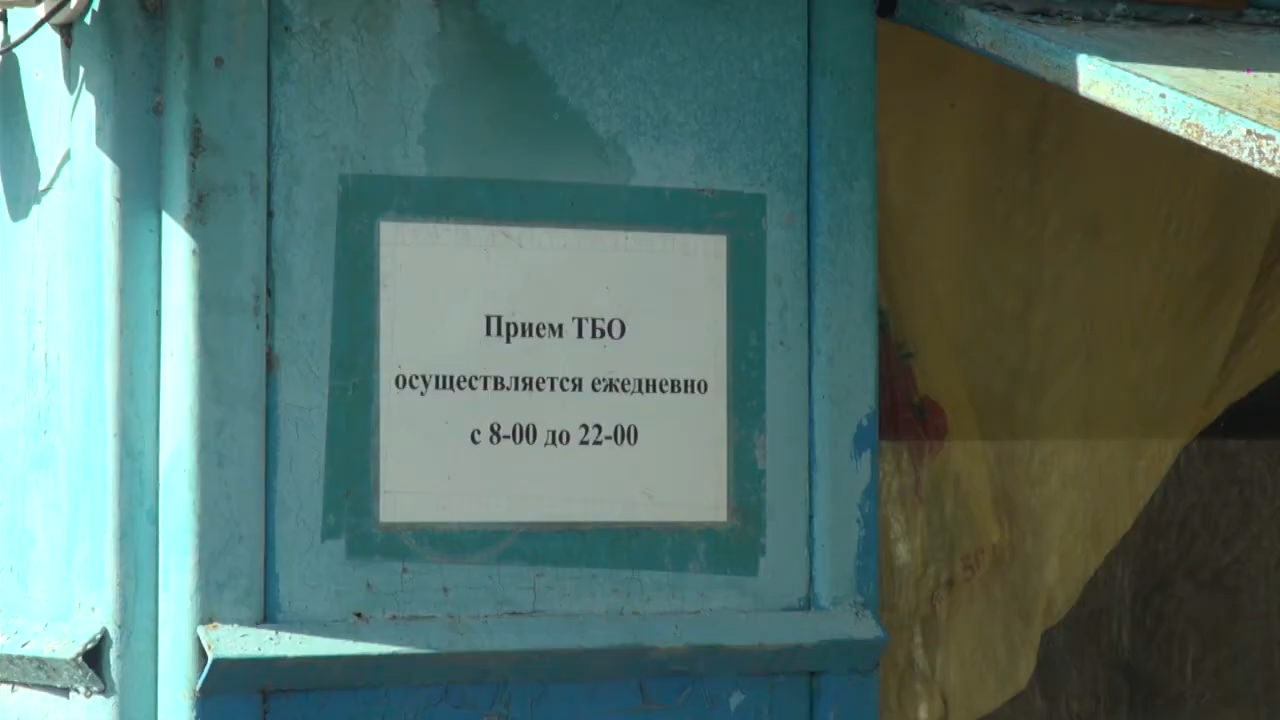 Прием ТБО
осуществляется ежедневно
с 8-00 до 22-00